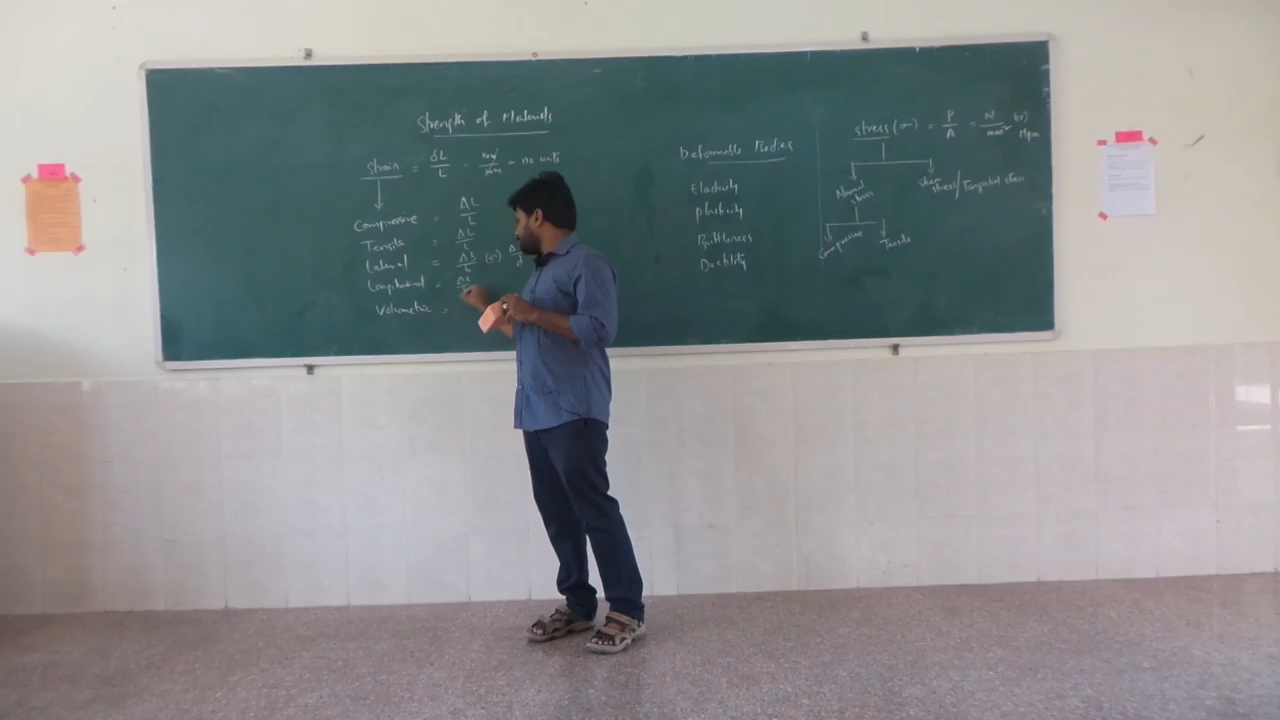 Strength of Materials
Strain = δL/L = mm/mm = no units
Compressive = ΔL/L
Tensile = ΔL/L
Lateral = ΔL/L (or) Δ
Longitudinal = ΔL
Volumetric =
Deformable Bodies
Elasticity
Plasticity
Brittleness
Ductility
stress (σ) = P/A = N/mm² (or) Mpa
Normal stress
shear stress/Tangential stress
Compressive
Tensile